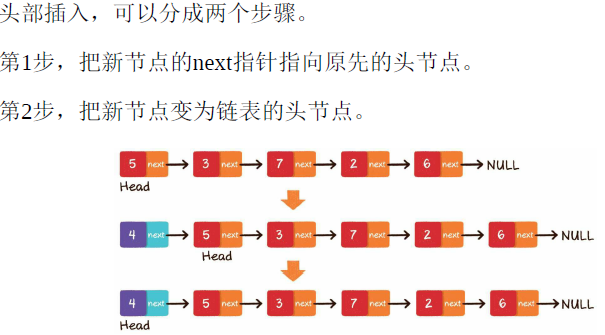 头部插入，可以分成两个步骤。
第1步，把新节点的next指针指向原先的头节点。
第2步，把新节点变为链表的头节点。
5 next 3 next 7 next 2 next 6 next NULL
Head
4 next 5 next 3 next 7 next 2 next 6 next NULL
Head
4 next 5 next 3 next 7 next 2 next 6 next NULL
Head